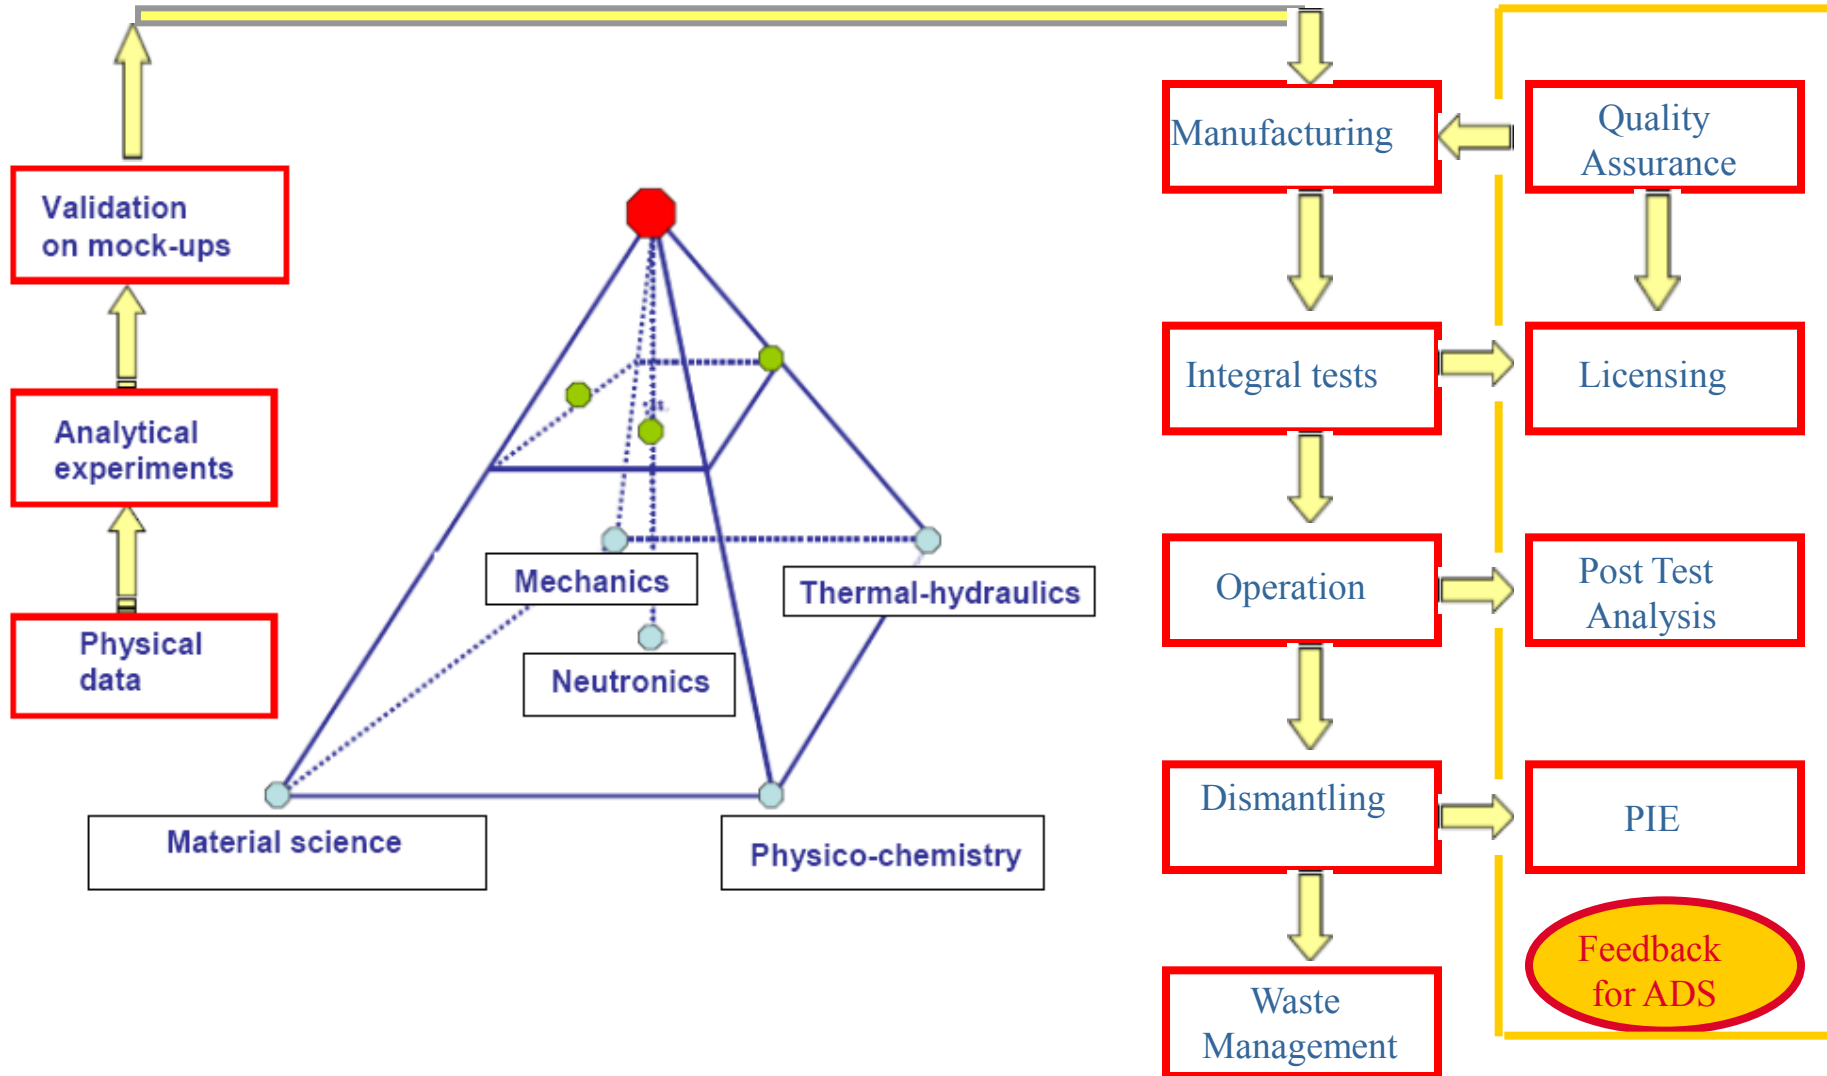 Validation
on mock-ups
Analytical
experiments
Physical
data
Mechanics
Thermal-hydraulics
Neutronics
Material science
Physico-chemistry
Manufacturing
Quality
Assurance
Integral tests
Licensing
Operation
Post Test
Analysis
Dismantling
PIE
Waste
Management
Feedback
for ADS